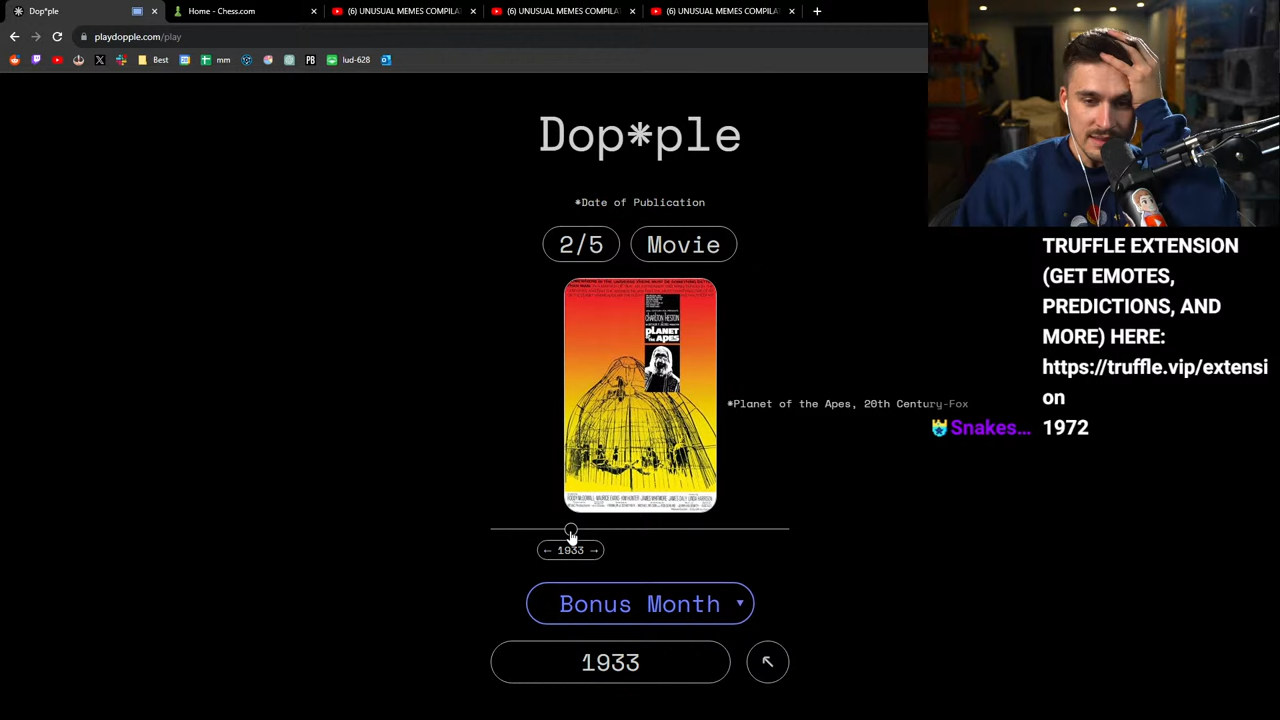 Dop*ple
Home - Chess.com
(6) UNUSUAL MEMES COMPILA
(6) UNUSUAL MEMES COMPILA
(6) UNUSUAL MEMES COMPILA
playdopple.com/play
Best
mm
PB
lud-628
Dop*ple
*Date of Publication
2/5
Movie
CHARLTON HESTON
PLANET
OF THE APES
*Planet of the Apes, 20th Century-Fox
← 1933 →
Bonus Month ▾
1933
↖
TRUFFLE EXTENSION
(GET EMOTES,
PREDICTIONS, AND
MORE) HERE:
https://truffle.vip/extensi
on
Snakes… 1972